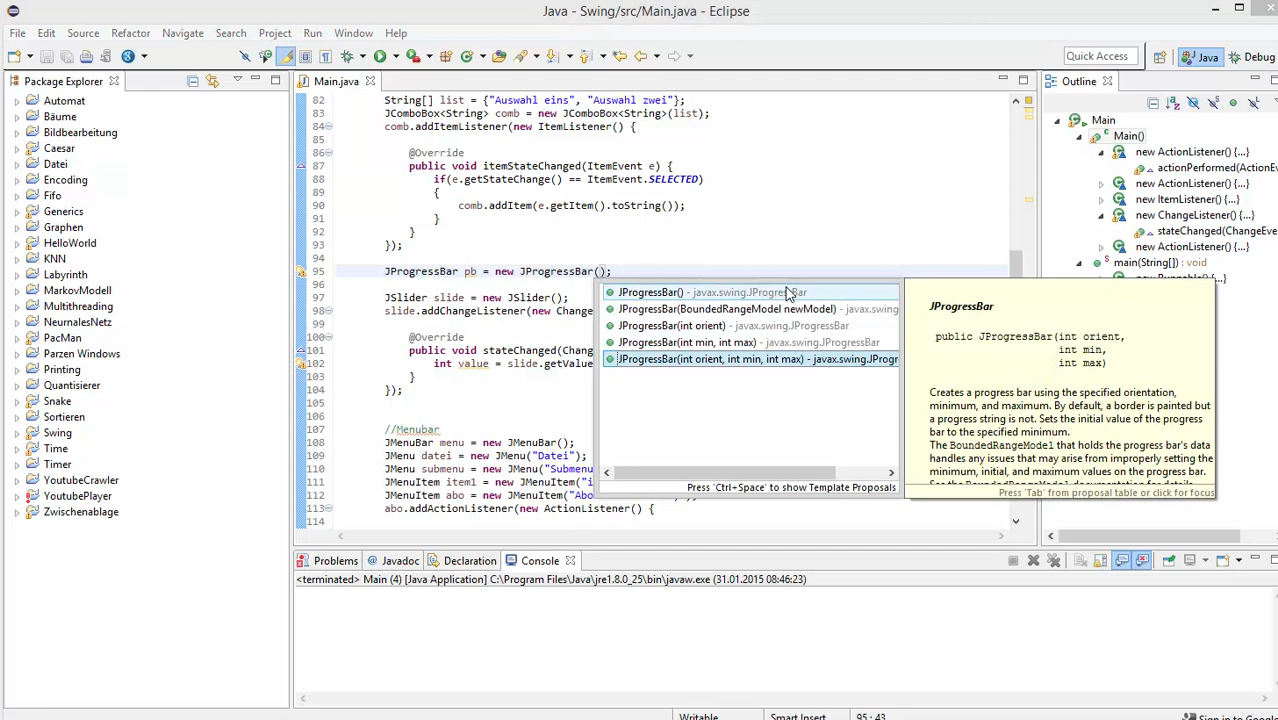 Java - Swing/src/Main.java - Eclipse
File Edit Source Refactor Navigate Search Project Run Window Help
Quick Access
Java
Debug
Package Explorer
Automat
Bäume
Bildbearbeitung
Caesar
Datei
Encoding
Fifo
Generics
Graphen
HelloWorld
KNN
Labyrinth
MarkovModell
Multithreading
NeurnalesNetz
PacMan
Parzen Windows
Printing
Quantisierer
Snake
Sortieren
Swing
Time
Timer
YoutubeCrawler
YoutubePlayer
Zwischenablage
Main.java
82 String[] list = {"Auswahl eins", "Auswahl zwei"};
83 JComboBox<String> comb = new JComboBox<String>(list);
84 comb.addItemListener(new ItemListener() {
85
86 @Override
87 public void itemStateChanged(ItemEvent e) {
88 if(e.getStateChange() == ItemEvent.SELECTED)
89 {
90 comb.addItem(e.getItem().toString());
91 }
92 }
93 });
94
95 JProgressBar pb = new JProgressBar();
96
97 JSlider slide = new JSlider();
98 slide.addChangeListener(new Change
99
100 @Override
101 public void stateChanged(Chang
102 int value = slide.getValue
103 }
104 });
105
106
107 //Menubar
108 JMenuBar menu = new JMenuBar();
109 JMenu datei = new JMenu("Datei");
110 JMenu submenu = new JMenu("Submenu
111 JMenuItem item1 = new JMenuItem("i
112 JMenuItem abo = new JMenuItem("Abo
113 abo.addActionListener(new ActionListener() {
114
JProgressBar() - javax.swing.JProgressBar
JProgressBar(BoundedRangeModel newModel) - javax.swing
JProgressBar(int orient) - javax.swing.JProgressBar
JProgressBar(int min, int max) - javax.swing.JProgressBar
JProgressBar(int orient, int min, int max) - javax.swing.JProgr
Press 'Ctrl+Space' to show Template Proposals
JProgressBar
public JProgressBar(int orient,
int min,
int max)
Creates a progress bar using the specified orientation,
minimum, and maximum. By default, a border is painted but
a progress string is not. Sets the initial value of the progress
bar to the specified minimum.
The BoundedRangeModel that holds the progress bar's data
handles any issues that may arise from improperly setting the
minimum, initial, and maximum values on the progress bar.
See the BoundedRangeModel documentation for details.
Press 'Tab' from proposal table or click for focus
Outline
Main
Main()
new ActionListener() {...}
actionPerformed(ActionEv
new ActionListener() {...}
new ItemListener() {...}
new ChangeListener() {...}
stateChanged(ChangeEve
new ActionListener() {...}
main(String[]) : void
new Runnable() {...}
Problems Javadoc Declaration Console
<terminated> Main (4) [Java Application] C:\Program Files\Java\jre1.8.0_25\bin\javaw.exe (31.01.2015 08:46:23)
Writable Smart Insert 95 : 43 Sign in to Google